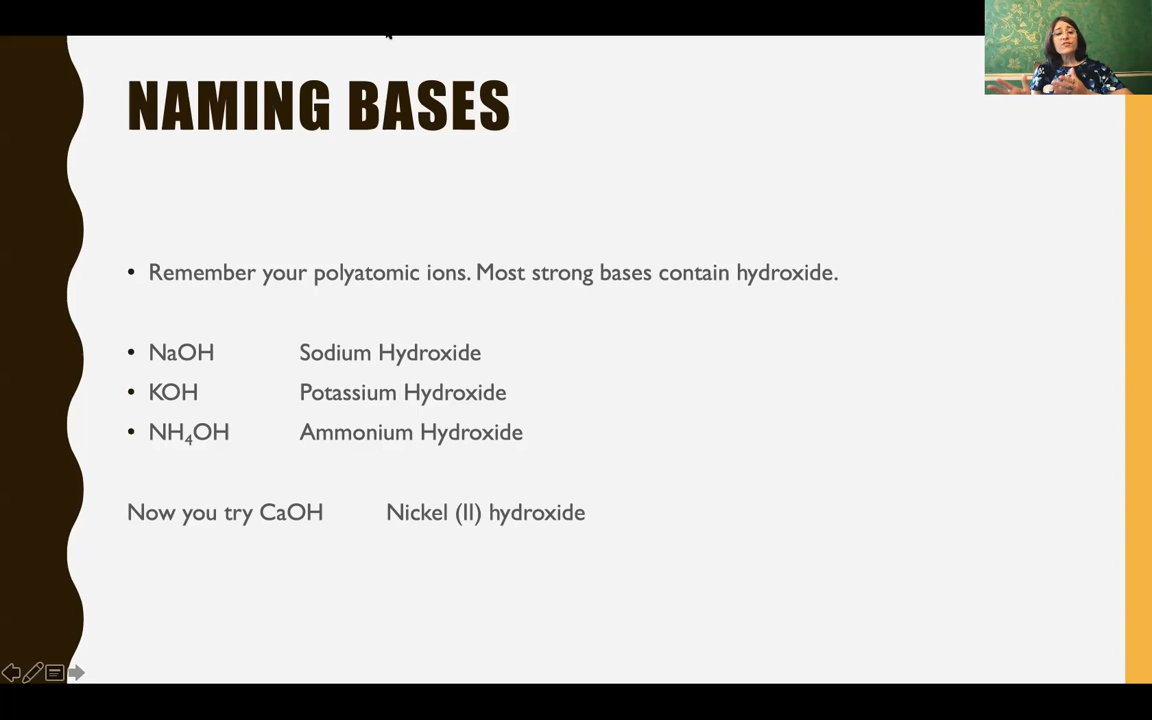 NAMING BASES
• Remember your polyatomic ions. Most strong bases contain hydroxide.
• NaOH Sodium Hydroxide
• KOH Potassium Hydroxide
• NH₄OH Ammonium Hydroxide
Now you try CaOH Nickel (II) hydroxide